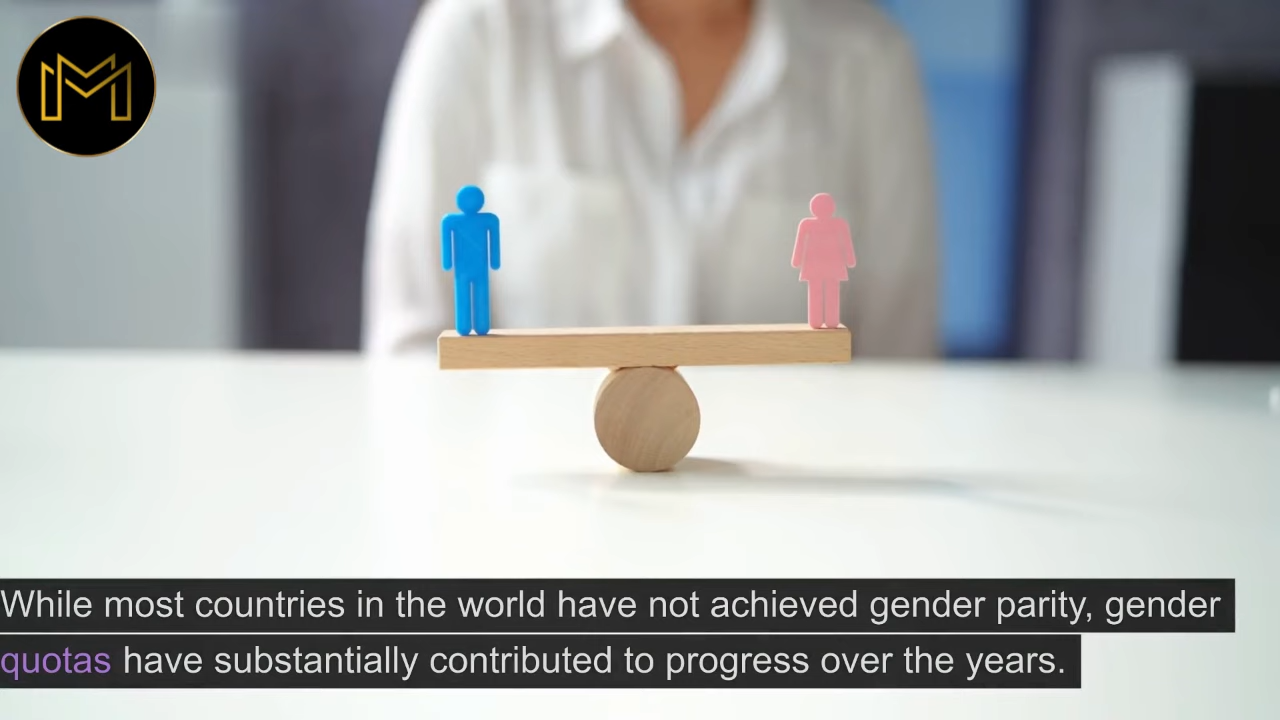 While most countries in the world have not achieved gender parity, gender
quotas have substantially contributed to progress over the years.